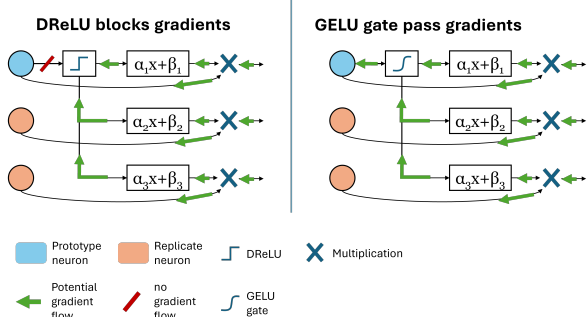 DReLU blocks gradients
GELU gate pass gradients
α₁x+β₁
α₂x+β₂
α₃x+β₃
α₁x+β₁
α₂x+β₂
α₃x+β₃
Prototype
neuron
Replicate
neuron
DReLU
Multiplication
Potential
gradient
flow
no
gradient
flow
GELU
gate